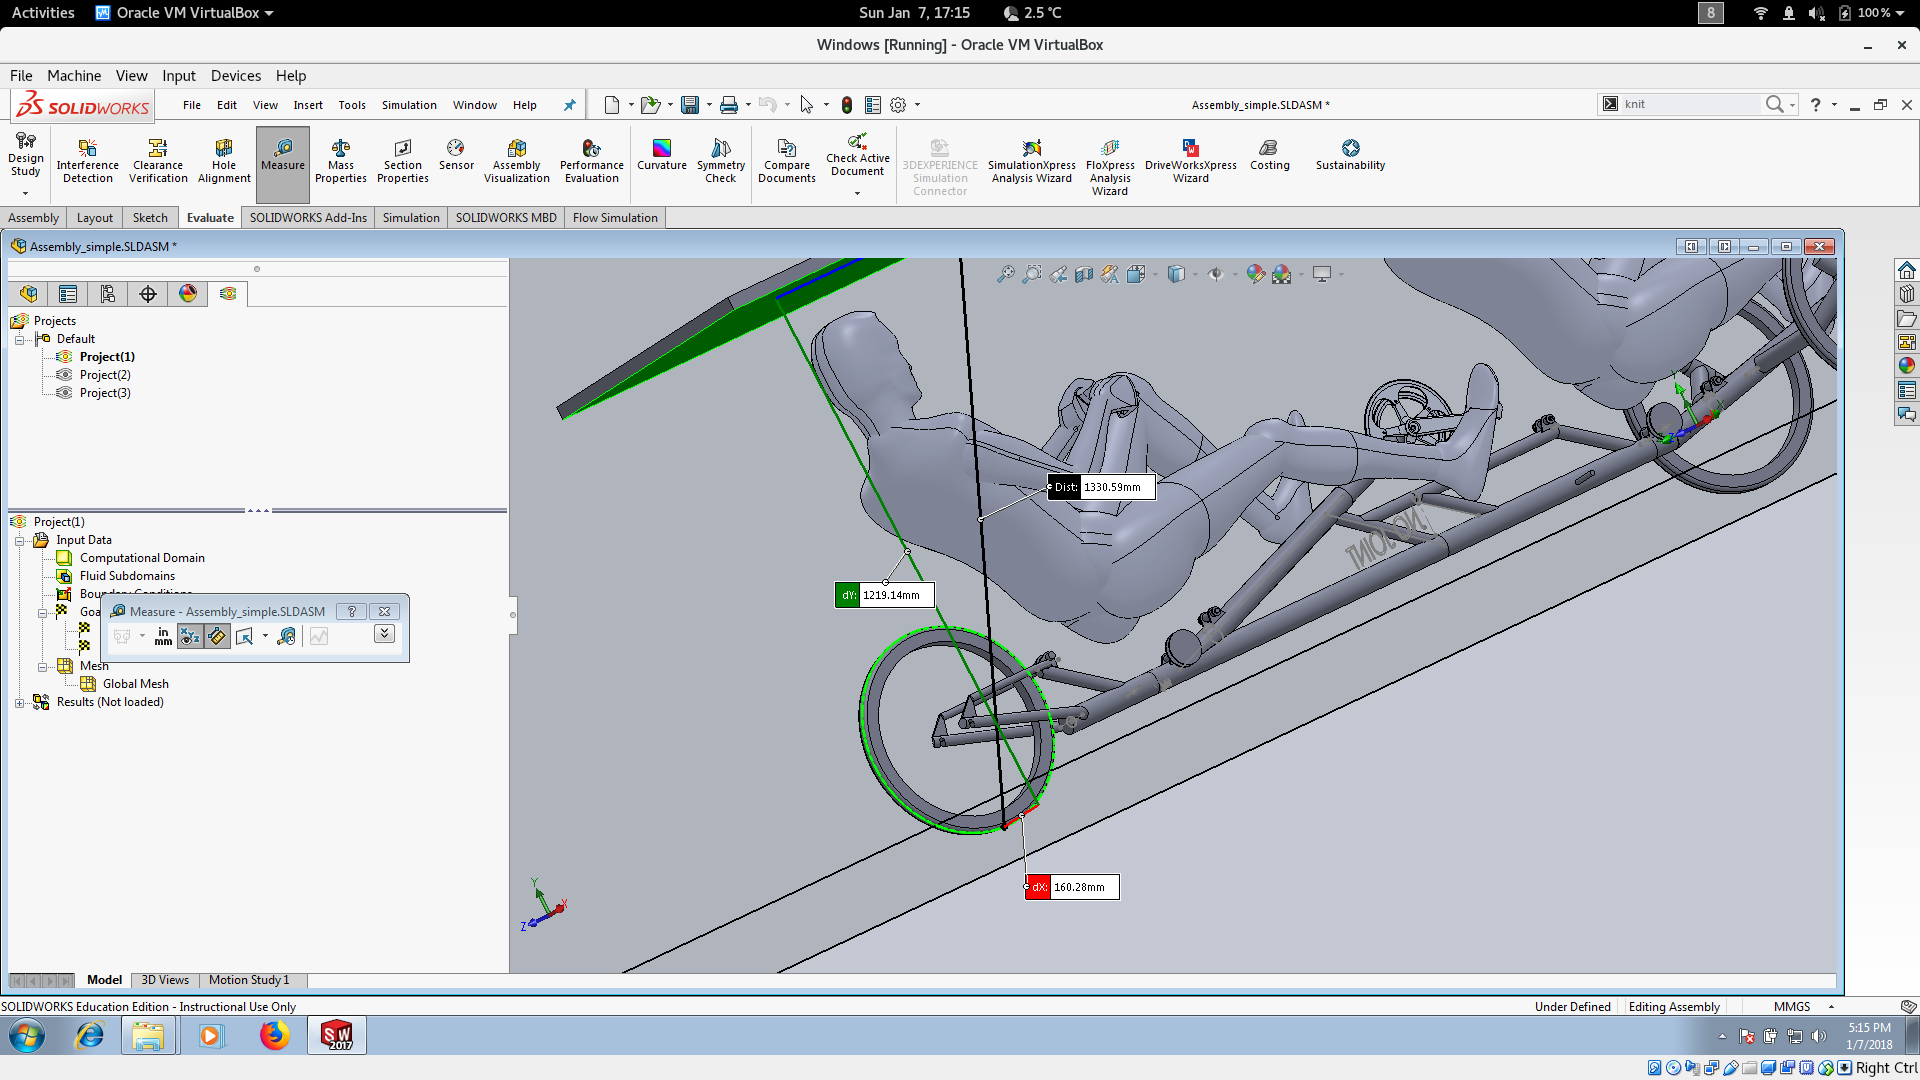 Activities Oracle VM VirtualBox Sun Jan 7, 17:15 2.5 °C 8 100 %
Windows [Running] - Oracle VM VirtualBox
File Machine View Input Devices Help
SOLIDWORKS File Edit View Insert Tools Simulation Window Help Assembly_simple.SLDASM * knit ?
Design Study
Interference Detection
Clearance Verification
Hole Alignment
Measure
Mass Properties
Section Properties
Sensor
Assembly Visualization
Performance Evaluation
Curvature
Symmetry Check
Compare Documents
Check Active Document
3DEXPERIENCE Simulation Connector
SimulationXpress Analysis Wizard
FloXpress Analysis Wizard
DriveWorksXpress Wizard
Costing
Sustainability
Assembly Layout Sketch Evaluate SOLIDWORKS Add-Ins Simulation SOLIDWORKS MBD Flow Simulation
Assembly_simple.SLDASM *
Projects
Default
Project(1)
Project(2)
Project(3)
Project(1)
Input Data
Computational Domain
Fluid Subdomains
Boundary Conditions
Goa
Measure - Assembly_simple.SLDASM ?
in mm
Mesh
Global Mesh
Results (Not loaded)
Dist: 1330.59mm
NO JOINT
dY: 1219.14mm
dX: 160.28mm
Y
X
Z
Model 3D Views Motion Study 1
SOLIDWORKS Education Edition - Instructional Use Only Under Defined Editing Assembly MMGS
SW 2017
5:15 PM
1/7/2018
Right Ctrl